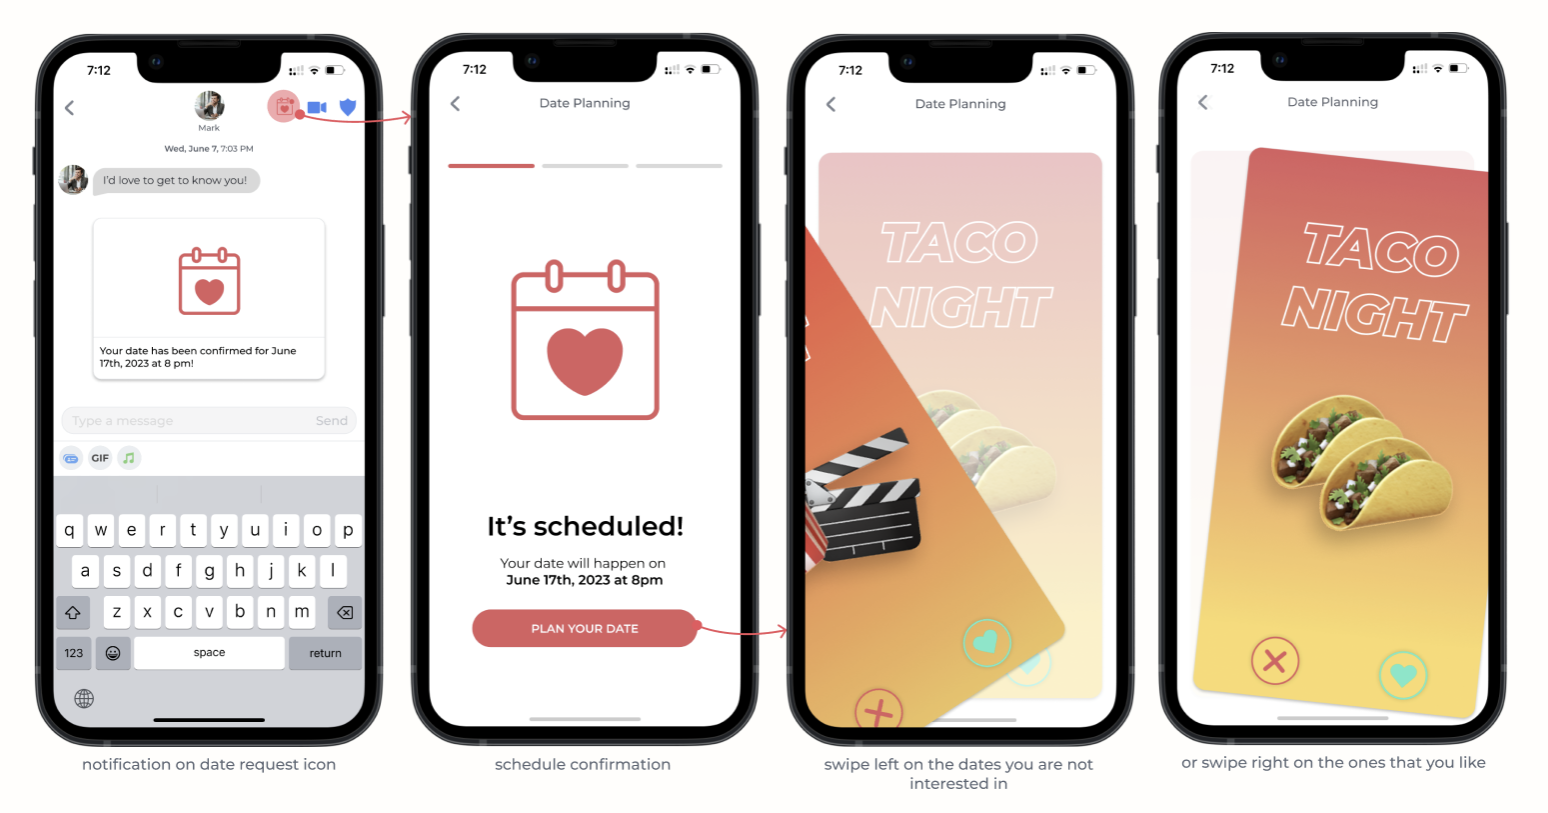 7:12
Mark
Wed, June 7, 7:03 PM
I'd love to get to know you!
Your date has been confirmed for June
17th, 2023 at 8 pm!
Type a message
Send
GIF
q w e r t y u i o p
a s d f g h j k l
z x c v b n m
123
space
return
notification on date request icon
7:12
Date Planning
It's scheduled!
Your date will happen on
June 17th, 2023 at 8pm
PLAN YOUR DATE
schedule confirmation
7:12
Date Planning
TACO
NIGHT
swipe left on the dates you are not
interested in
7:12
Date Planning
TACO
NIGHT
or swipe right on the ones that you like